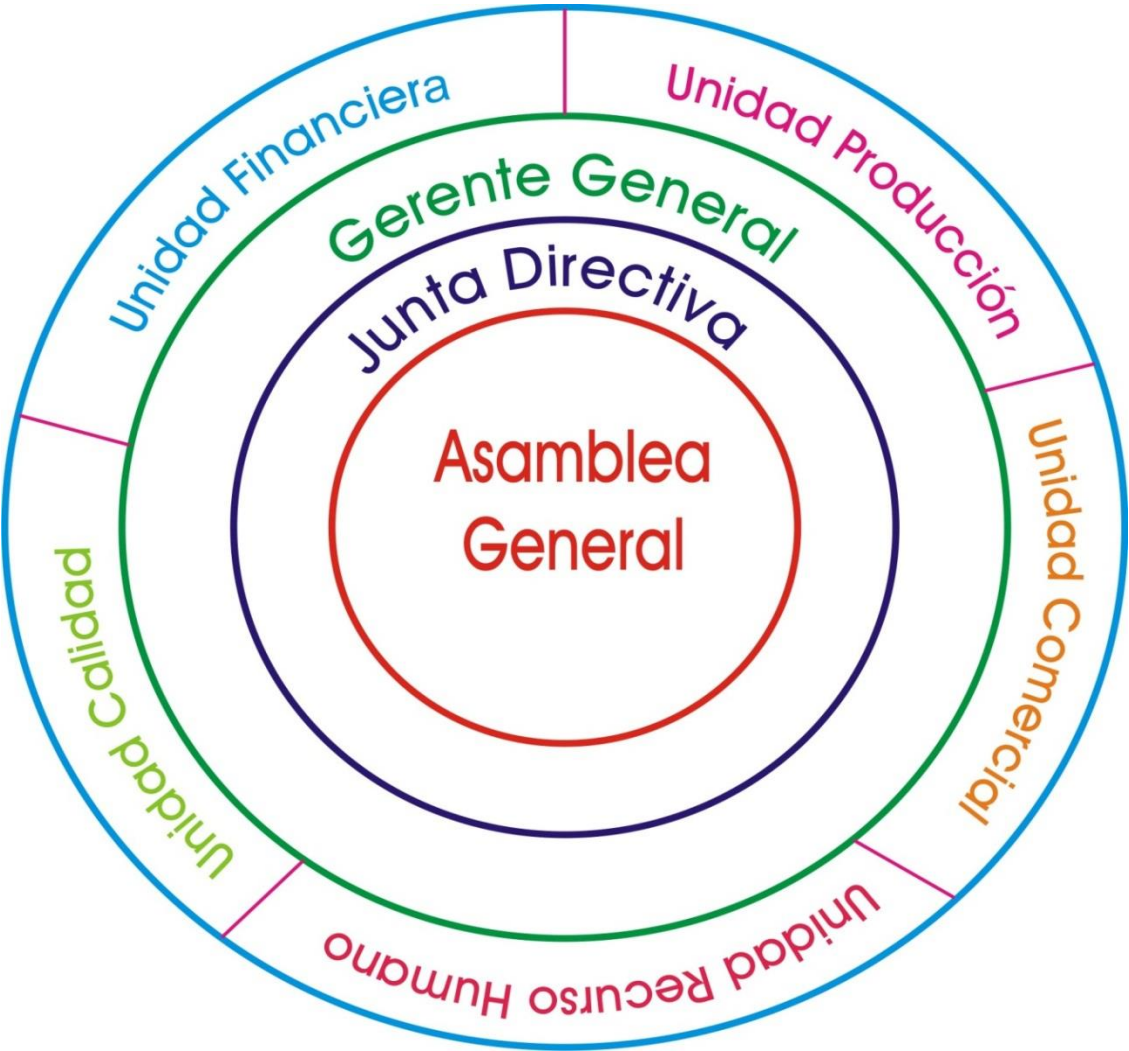 Unidad Financiera
Unidad Producción
Gerente General
Junta Directiva
Asamblea
General
Unidad Comercial
Unidad Calidad
Unidad Recurso Humano